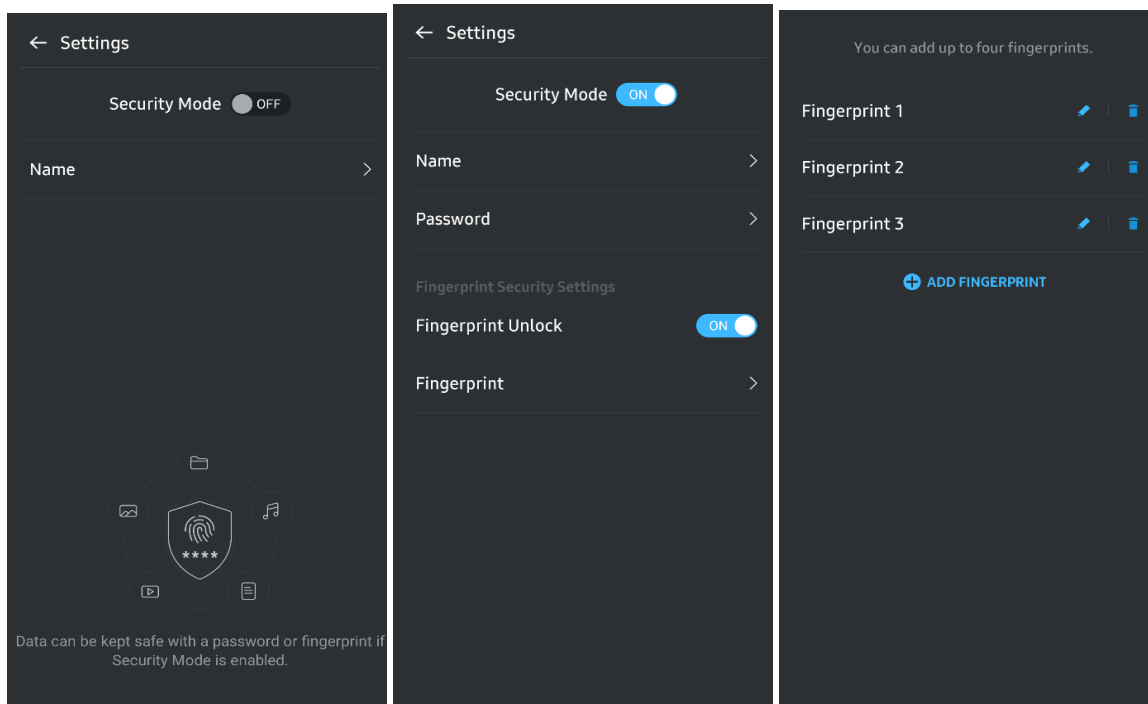 Settings
Security Mode OFF
Name
****
Data can be kept safe with a password or fingerprint if
Security Mode is enabled.
Settings
Security Mode ON
Name
Password
Fingerprint Security Settings
Fingerprint Unlock ON
Fingerprint
You can add up to four fingerprints.
Fingerprint 1
Fingerprint 2
Fingerprint 3
ADD FINGERPRINT